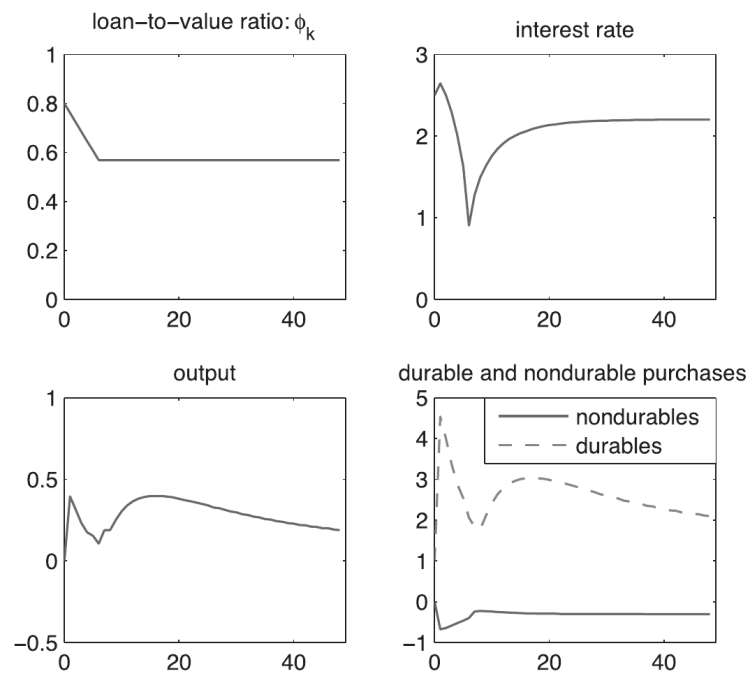 loan−to−value ratio: ϕk
1
0.8
0.6
0.4
0.2
0
0 20 40
interest rate
3
2
1
0
0 20 40
output
1
0.5
0
−0.5
0 20 40
durable and nondurable purchases
5
4
3
2
1
0
−1
0 20 40
nondurables
durables